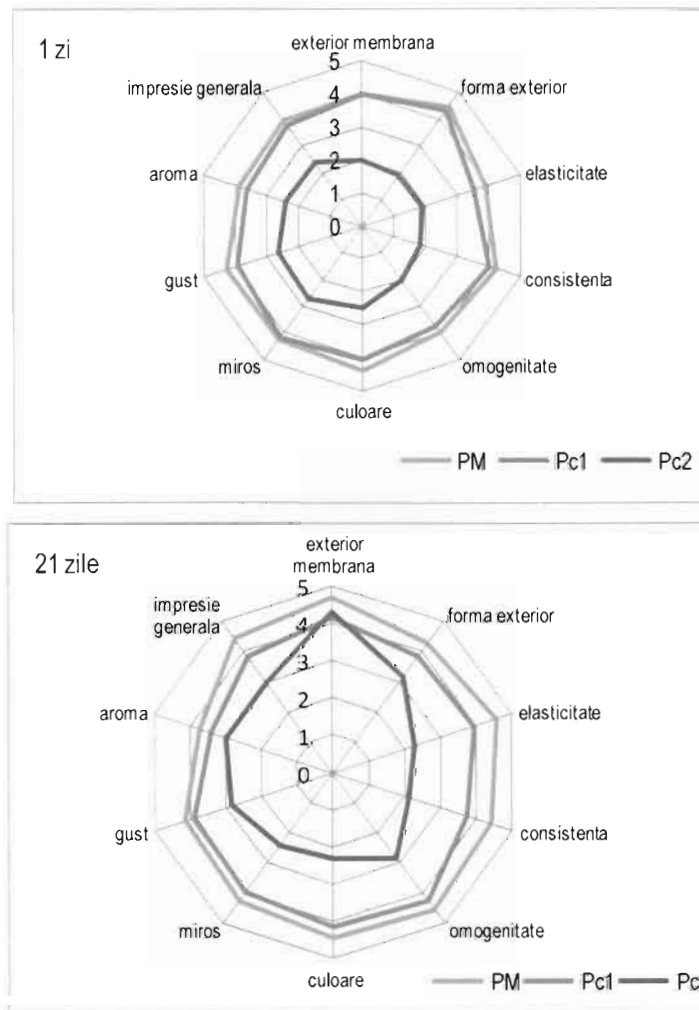 1 zi
exterior membrana
5
impresie generala
4
forma exterior
3
aroma
2
elasticitate
1
0
gust
consistenta
miros
omogenitate
culoare
PM Pc1 Pc2
21 zile
exterior
membrana
5
impresie
generala
4
forma exterior
3
aroma
2
elasticitate
1
0
gust
consistenta
miros
omogenitate
culoare
PM Pc1 Pc